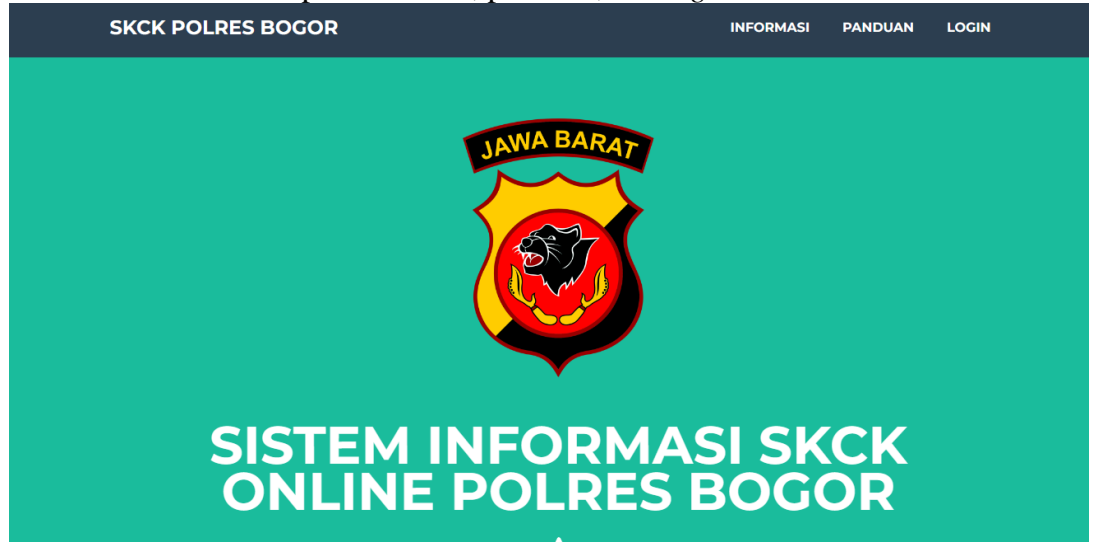 SKCK POLRES BOGOR
INFORMASI PANDUAN LOGIN
JAWA BARAT
SISTEM INFORMASI SKCK
ONLINE POLRES BOGOR